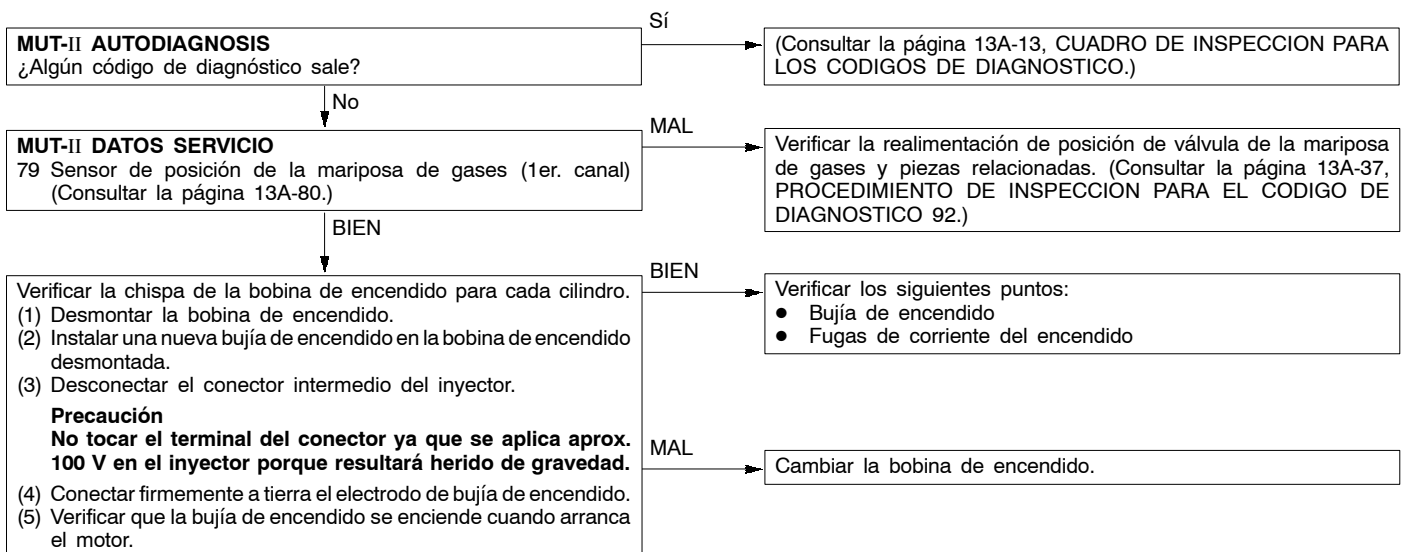 Sí
MUT-II AUTODIAGNOSIS
¿Algún código de diagnóstico sale?
(Consultar la página 13A-13, CUADRO DE INSPECCION PARA
LOS CODIGOS DE DIAGNOSTICO.)
No
MAL
MUT-II DATOS SERVICIO
79 Sensor de posición de la mariposa de gases (1er. canal)
(Consultar la página 13A-80.)
Verificar la realimentación de posición de válvula de la mariposa
de gases y piezas relacionadas. (Consultar la página 13A-37,
PROCEDIMIENTO DE INSPECCION PARA EL CODIGO DE
DIAGNOSTICO 92.)
BIEN
BIEN
Verificar la chispa de la bobina de encendido para cada cilindro.
(1) Desmontar la bobina de encendido.
(2) Instalar una nueva bujía de encendido en la bobina de encendido
desmontada.
(3) Desconectar el conector intermedio del inyector.
Precaución
No tocar el terminal del conector ya que se aplica aprox.
100 V en el inyector porque resultará herido de gravedad.
(4) Conectar firmemente a tierra el electrodo de bujía de encendido.
(5) Verificar que la bujía de encendido se enciende cuando arranca
el motor.
Verificar los siguientes puntos:
● Bujía de encendido
● Fugas de corriente del encendido
MAL
Cambiar la bobina de encendido.